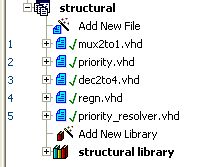 structural
Add New File
1 mux2to1.vhd
2 priority.vhd
3 dec2to4.vhd
4 regn.vhd
5 priority_resolver.vhd
Add New Library
structural library